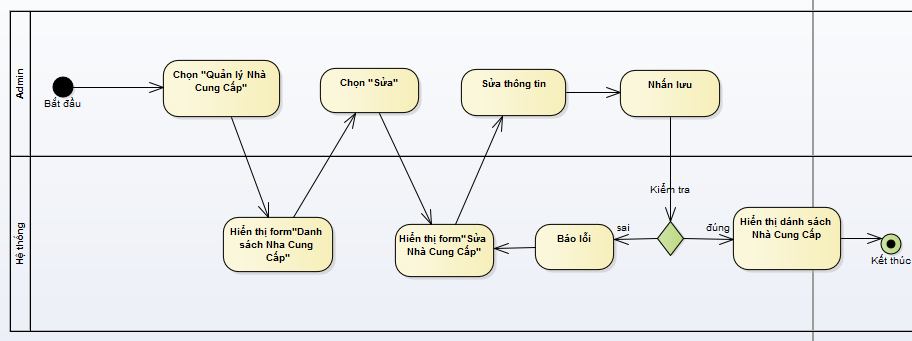 Admin
Bắt đầu
Chọn "Quản lý Nhà
Cung Cấp"
Chọn "Sửa"
Sửa thông tin
Nhấn lưu
Hệ thống
Hiển thị form"Danh
sách Nha Cung
Cấp"
Hiển thị form"Sửa
Nhà Cung Cấp"
Báo lỗi
sai
Kiểm tra
đúng
Hiển thị dánh sách
Nhà Cung Cấp
Kết thúc